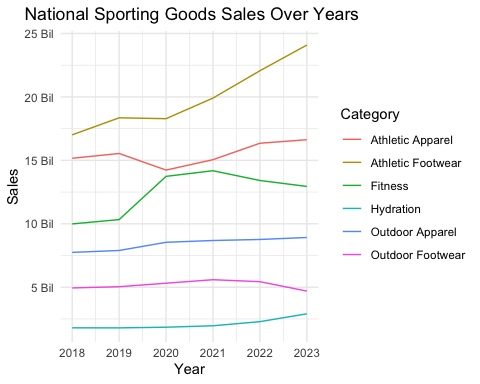 National Sporting Goods Sales Over Years
25 Bil
20 Bil
15 Bil
10 Bil
5 Bil
Sales
2018 2019 2020 2021 2022 2023
Year
Category
Athletic Apparel
Athletic Footwear
Fitness
Hydration
Outdoor Apparel
Outdoor Footwear